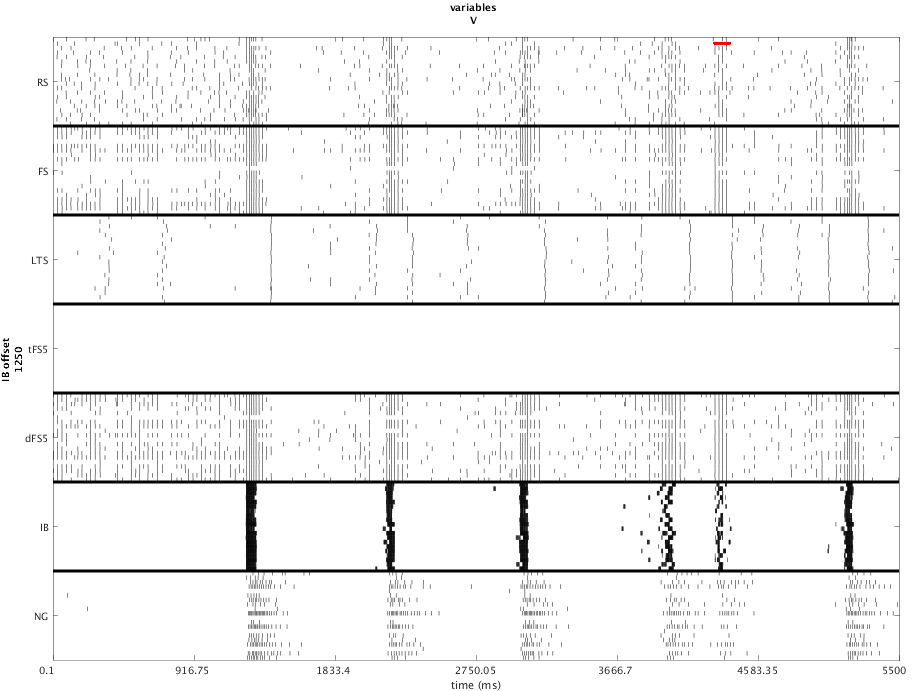 variables
V
RS
FS
LTS
tFS5
dFS5
IB
NG
IB offset
1250
0.1 916.75 1833.4 2750.05 3666.7 4583.35 5500
time (ms)